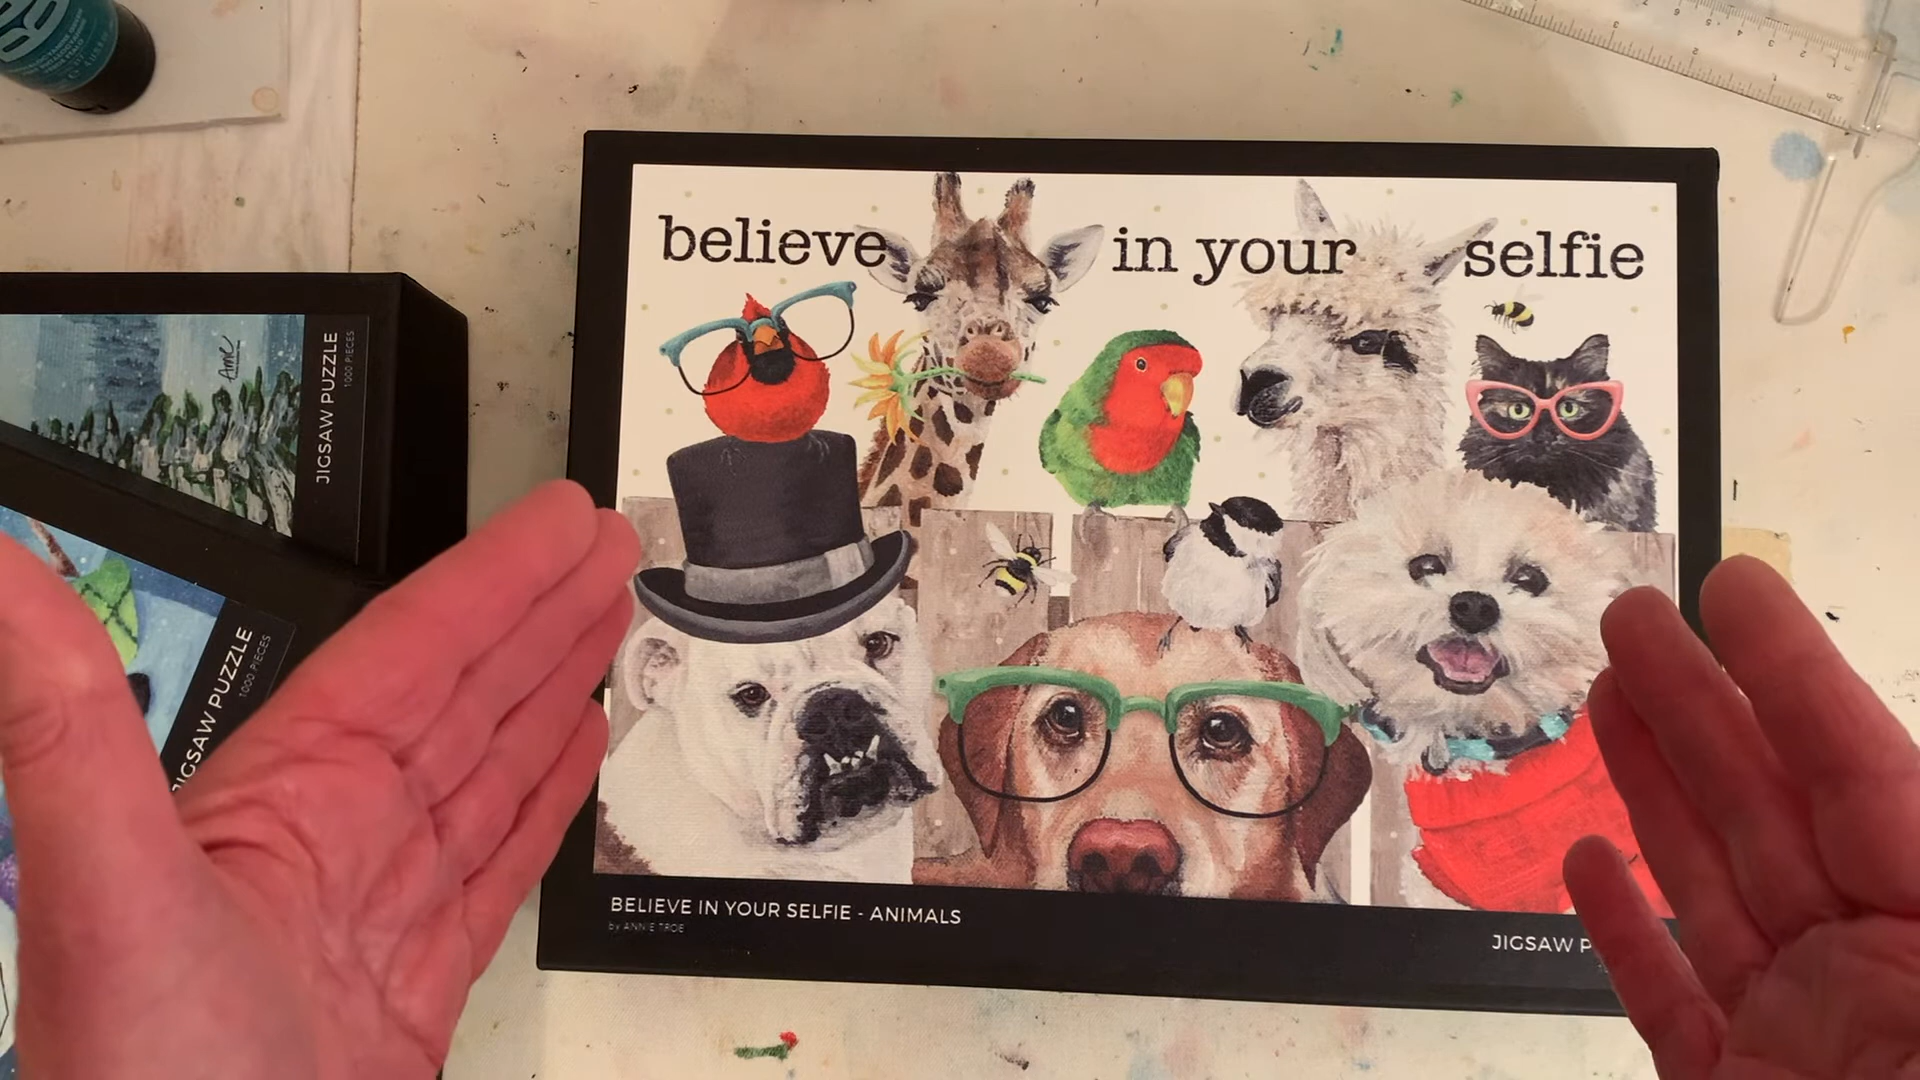 believe in your selfie
BELIEVE IN YOUR SELFIE - ANIMALS
by ANNIE TROE
JIGSAW P
JIGSAW PUZZLE
1000 PIECES
JIGSAW PUZZLE
1000 PIECES